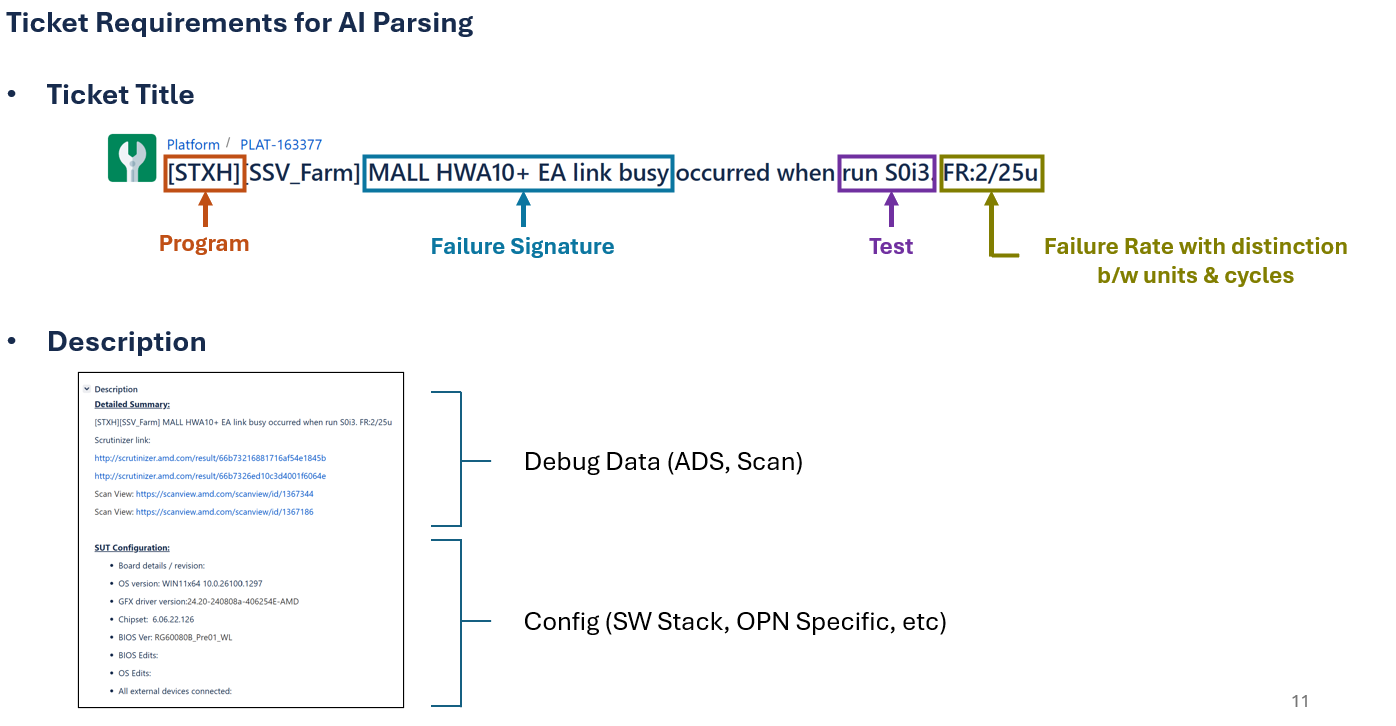 Ticket Requirements for AI Parsing
• Ticket Title
Platform / PLAT-163377
[STXH][SSV_Farm] MALL HWA10+ EA link busy occurred when run S0i3. FR:2/25u
Program
Failure Signature
Test
Failure Rate with distinction
b/w units & cycles
• Description
Description
Detailed Summary:
[STXH][SSV_Farm] MALL HWA10+ EA link busy occurred when run S0i3. FR:2/25u
Scrutinizer link:
http://scrutinizer.amd.com/result/66b73216881716af54e1845b
http://scrutinizer.amd.com/result/66b7326ed10c3d4001f6064e
Scan View: https://scanview.amd.com/scanview/id/1367344
Scan View: https://scanview.amd.com/scanview/id/1367186
Debug Data (ADS, Scan)
SUT Configuration:
• Board details / revision:
• OS version: WIN11x64 10.0.26100.1297
• GFX driver version:24.20-240808a-406254E-AMD
• Chipset: 6.06.22.126
• BIOS Ver: RG60080B_Pre01_WL
• BIOS Edits:
• OS Edits:
• All external devices connected:
Config (SW Stack, OPN Specific, etc)
11